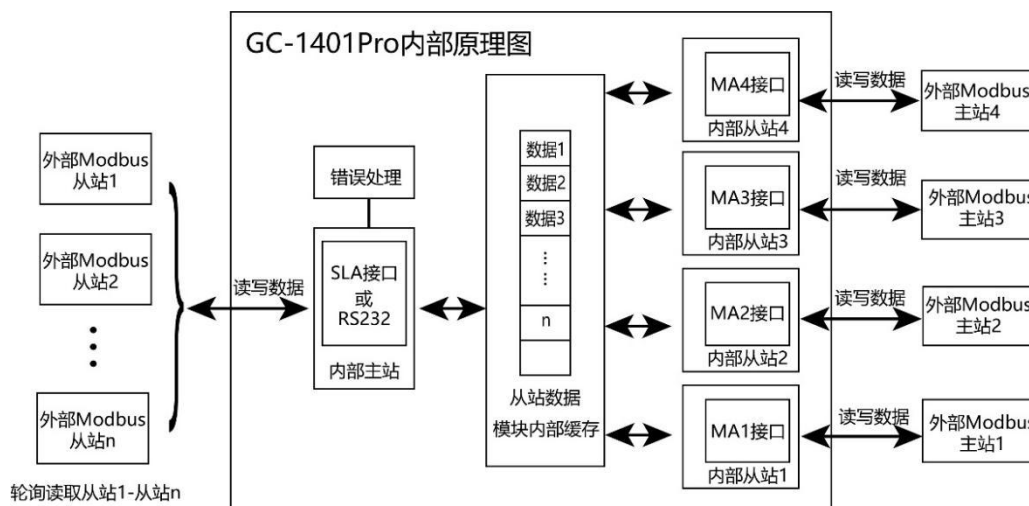 GC-1401Pro内部原理图
外部Modbus
从站1
外部Modbus
从站2
外部Modbus
从站n
轮询读取从站1-从站n
读写数据
错误处理
SLA接口
或
RS232
内部主站
数据1
数据2
数据3
n
从站数据
模块内部缓存
MA4接口
内部从站4
读写数据
外部Modbus
主站4
MA3接口
内部从站3
读写数据
外部Modbus
主站3
MA2接口
内部从站2
读写数据
外部Modbus
主站2
MA1接口
内部从站1
读写数据
外部Modbus
主站1